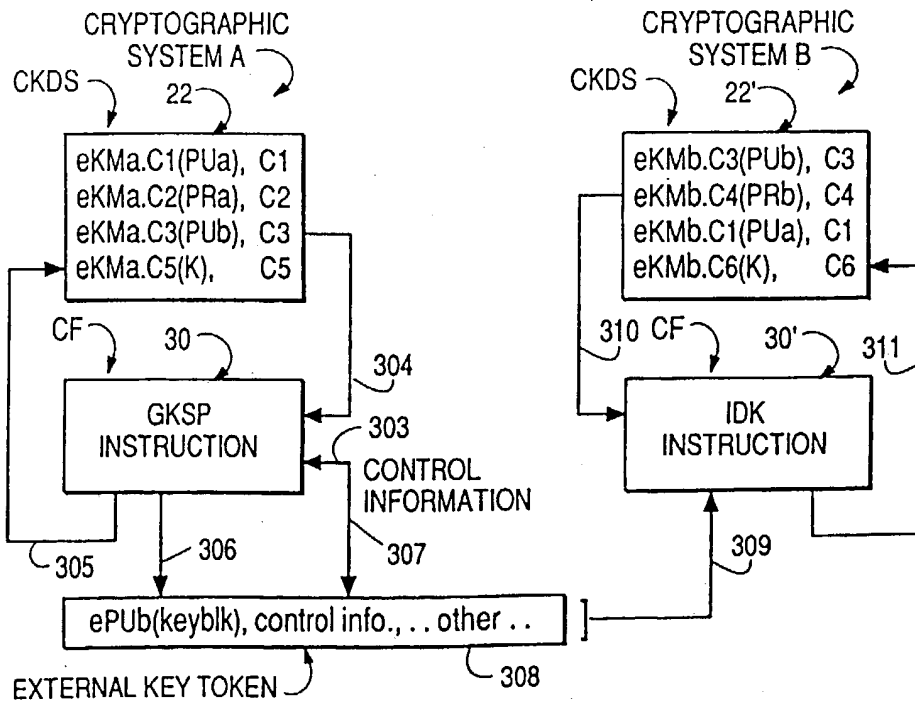 CRYPTOGRAPHIC
SYSTEM A
CKDS
22
eKMa.C1(PUa), C1
eKMa.C2(PRa), C2
eKMa.C3(PUb), C3
eKMa.C5(K), C5
CF
30
304
GKSP
INSTRUCTION
303
CONTROL
INFORMATION
305
306
307
ePUb(keyblk), control info., . . other . .
EXTERNAL KEY TOKEN
308
CRYPTOGRAPHIC
SYSTEM B
CKDS
22'
eKMb.C3(PUb), C3
eKMb.C4(PRb), C4
eKMb.C1(PUa), C1
eKMb.C6(K), C6
310
CF
30'
311
IDK
INSTRUCTION
309